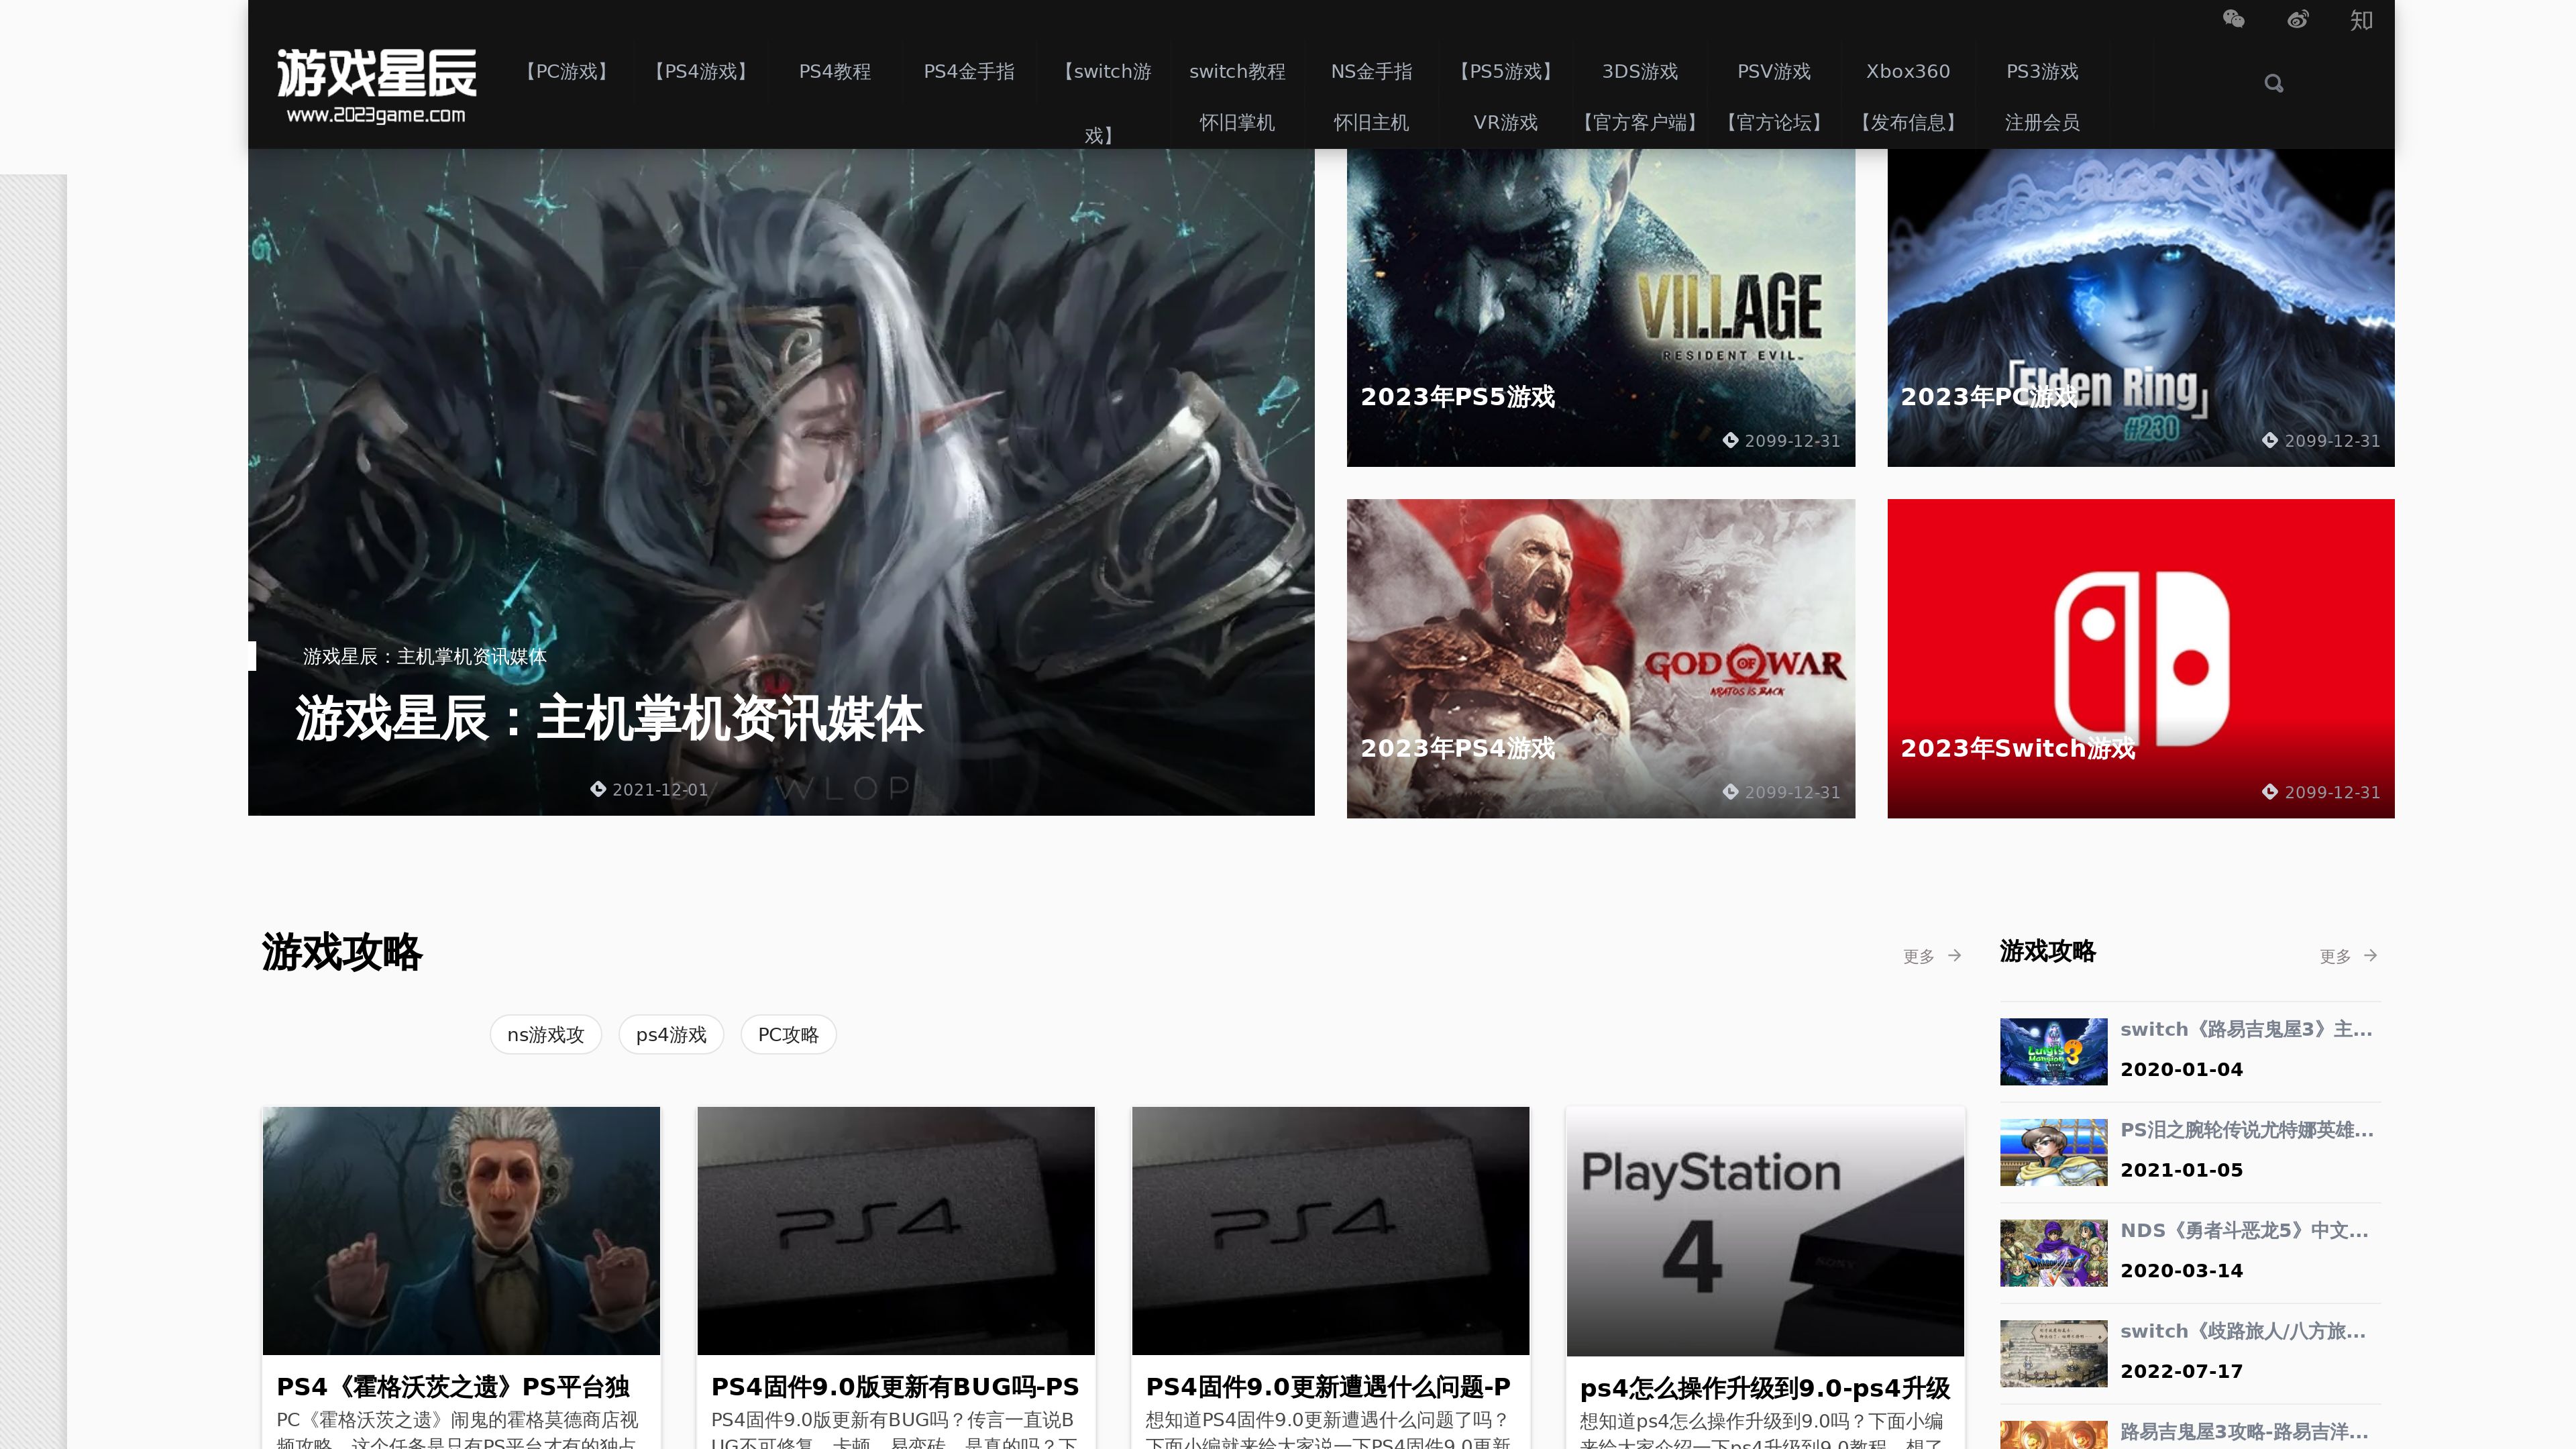 知
游戏星辰
www.2023game.com
【PC游戏】
【PS4游戏】
PS4教程
PS4金手指
【switch游
戏】
switch教程
NS金手指
【PS5游戏】
3DS游戏
PSV游戏
Xbox360
PS3游戏
怀旧掌机
怀旧主机
VR游戏
【官方客户端】
【官方论坛】
【发布信息】
注册会员
游戏星辰：主机掌机资讯媒体
游戏星辰：主机掌机资讯媒体
2021-12-01
WLOP
VILLAGE
RESIDENT EVIL
2023年PS5游戏
2099-12-31
「Elden Ring」
#230
2023年PC游戏
2099-12-31
GOD OF WAR
KRATOS IS BACK
2023年PS4游戏
2099-12-31
2023年Switch游戏
2099-12-31
游戏攻略
更多
ns游戏攻
ps4游戏
PC攻略
PS4《霍格沃茨之遗》PS平台独
PC《霍格沃茨之遗》闹鬼的霍格莫德商店视
频攻略，这个任务是只有PS平台才有的独占
PS4
PS4固件9.0版更新有BUG吗-PS
PS4固件9.0版更新有BUG吗？传言一直说B
UG不可修复，卡顿，易变砖，是真的吗？下
PS4
PS4固件9.0更新遭遇什么问题-P
想知道PS4固件9.0更新遭遇什么问题了吗？
下面小编就来给大家说一下PS4固件9.0更新
PlayStation
4
SONY
ps4怎么操作升级到9.0-ps4升级
想知道ps4怎么操作升级到9.0吗？下面小编
来给大家介绍一下ps4升级到9.0教程，想了
游戏攻略
更多
Luigi's Mansion 3
switch《路易吉鬼屋3》主...
2020-01-04
PS泪之腕轮传说尤特娜英雄...
2021-01-05
NDS《勇者斗恶龙5》中文...
2020-03-14
switch《歧路旅人/八方旅...
2022-07-17
路易吉鬼屋3攻略-路易吉洋...